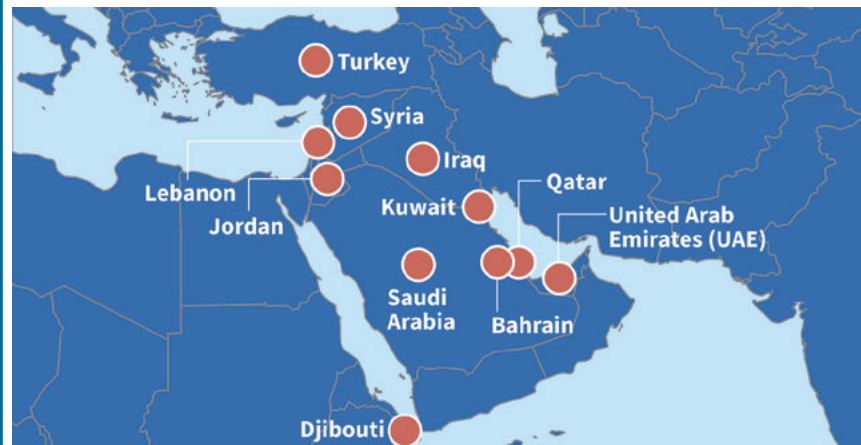 Turkey
Syria
Iraq
Lebanon
Jordan
Qatar
Kuwait
United Arab
Emirates (UAE)
Saudi
Arabia
Bahrain
Djibouti